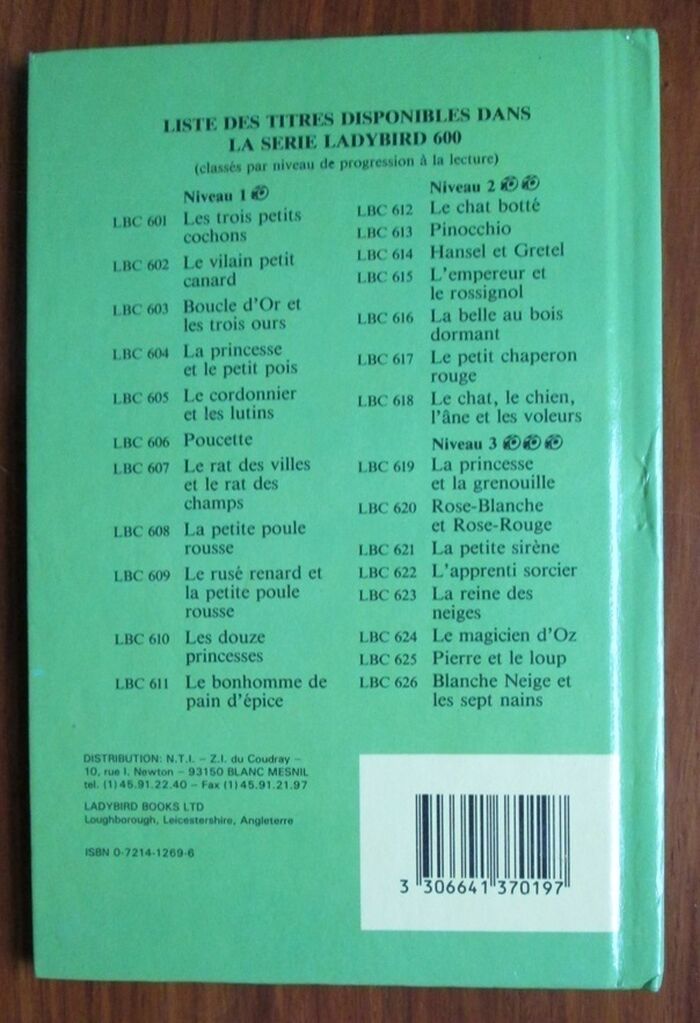 LISTE DES TITRES DISPONIBLES DANS
LA SERIE LADYBIRD 600
(classés par niveau de progression à la lecture)
Niveau 1
LBC 601 Les trois petits
cochons
LBC 602 Le vilain petit
canard
LBC 603 Boucle d'Or et
les trois ours
LBC 604 La princesse
et le petit pois
LBC 605 Le cordonnier
et les lutins
LBC 606 Poucette
LBC 607 Le rat des villes
et le rat des
champs
LBC 608 La petite poule
rousse
LBC 609 Le rusé renard et
la petite poule
rousse
LBC 610 Les douze
princesses
LBC 611 Le bonhomme de
pain d'épice
Niveau 2
LBC 612 Le chat botté
LBC 613 Pinocchio
LBC 614 Hansel et Gretel
LBC 615 L'empereur et
le rossignol
LBC 616 La belle au bois
dormant
LBC 617 Le petit chaperon
rouge
LBC 618 Le chat, le chien,
l'âne et les voleurs
Niveau 3
LBC 619 La princesse
et la grenouille
LBC 620 Rose-Blanche
et Rose-Rouge
LBC 621 La petite sirène
LBC 622 L'apprenti sorcier
LBC 623 La reine des
neiges
LBC 624 Le magicien d'Oz
LBC 625 Pierre et le loup
LBC 626 Blanche Neige et
les sept nains
DISTRIBUTION: N.T.I. – Z.I. du Coudray –
10, rue I. Newton – 93150 BLANC MESNIL
tel. (1) 45.91.22.40 – Fax (1) 45.91.21.97
LADYBIRD BOOKS LTD
Loughborough, Leicestershire, Angleterre
ISBN 0-7214-1269-6
3 306641 370197